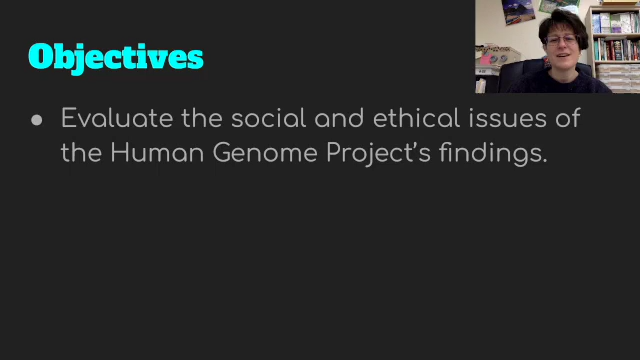 Objectives
● Evaluate the social and ethical issues of
the Human Genome Project's findings.